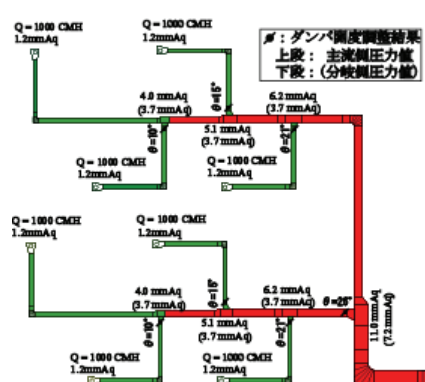 Q = 1000 CMH
1.2mmAq
Q = 1000 CMH
1.2mmAq
：ダンパ開度調整結果
上段：主流側圧力値
下段：(分岐側圧力値)
4.0 mmAq
(3.7 mmAq)
θ=15°
6.2 mmAq
(3.7 mmAq)
θ=10°
5.1 mmAq
(3.7 mmAq)
θ=21°
Q = 1000 CMH
1.2mmAq
Q = 1000 CMH
1.2mmAq
Q = 1000 CMH
1.2mmAq
Q = 1000 CMH
1.2mmAq
4.0 mmAq
(3.7 mmAq)
θ=15°
6.2 mmAq
(3.7 mmAq)
θ=26°
11.0 mmAq
(7.2 mmAq)
θ=10°
5.1 mmAq
(3.7 mmAq)
θ=21°
Q = 1000 CMH
1.2mmAq
Q = 1000 CMH
1.2mmAq